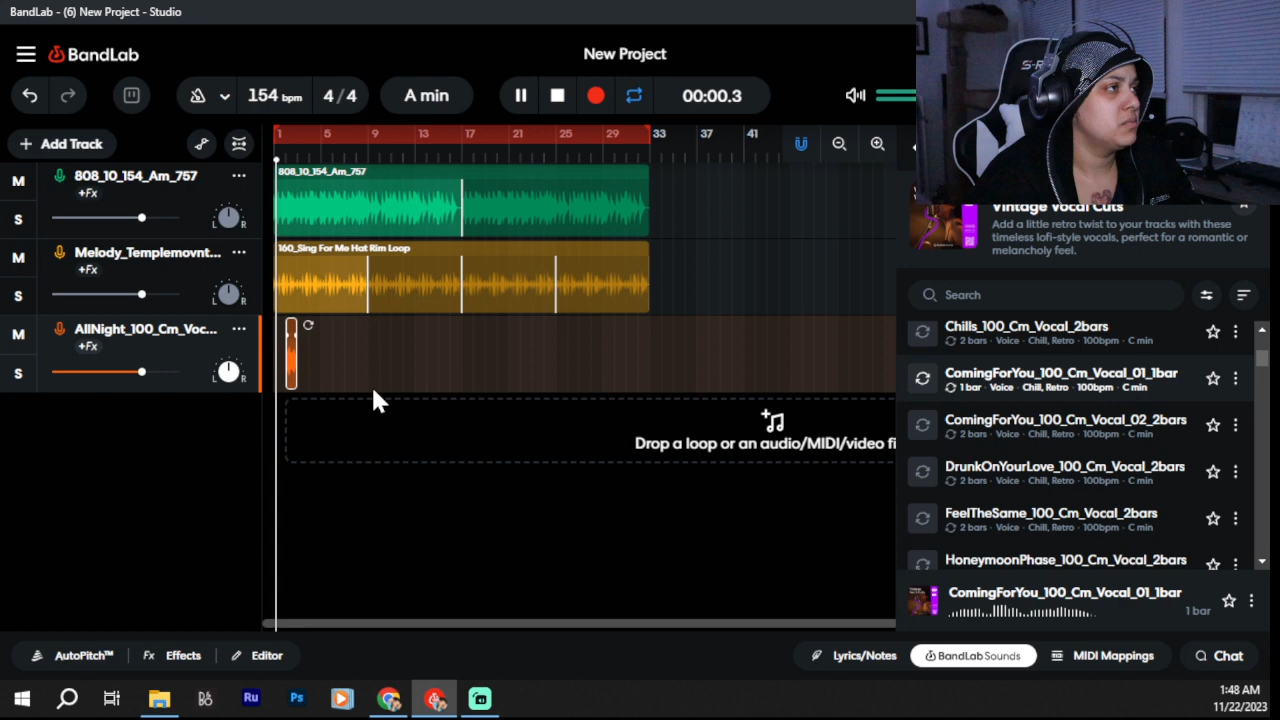 BandLab - (6) New Project - Studio
BandLab
New Project
154 bpm
4/4
A min
00:00.3
S-R
Add Track
1 5 9 13 17 21 25 29 33 37 41
M
S
808_10_154_Am_757
+Fx
L R
808_10_154_Am_757
M
S
Melody_Templemovnt...
+Fx
L R
160_Sing For Me Hat Rim Loop
M
S
AllNight_100_Cm_Voc...
+Fx
L R
Drop a loop or an audio/MIDI/video fi
Vintage Vocal Cuts
Add a little retro twist to your tracks with these
timeless lofi-style vocals, perfect for a romantic or
melancholy feel.
Search
Chills_100_Cm_Vocal_2bars
2 bars · Voice · Chill, Retro · 100bpm · C min
ComingForYou_100_Cm_Vocal_01_1bar
1 bar · Voice · Chill, Retro · 100bpm · C min
ComingForYou_100_Cm_Vocal_02_2bars
2 bars · Voice · Chill, Retro · 100bpm · C min
DrunkOnYourLove_100_Cm_Vocal_2bars
2 bars · Voice · Chill, Retro · 100bpm · C min
FeelTheSame_100_Cm_Vocal_2bars
2 bars · Voice · Chill, Retro · 100bpm · C min
HoneymoonPhase_100_Cm_Vocal_2bars
ComingForYou_100_Cm_Vocal_01_1bar
1 bar
AutoPitch™
Fx Effects
Editor
Lyrics/Notes
BandLab Sounds
MIDI Mappings
Chat
Ru
Ps
1:48 AM
11/22/2023